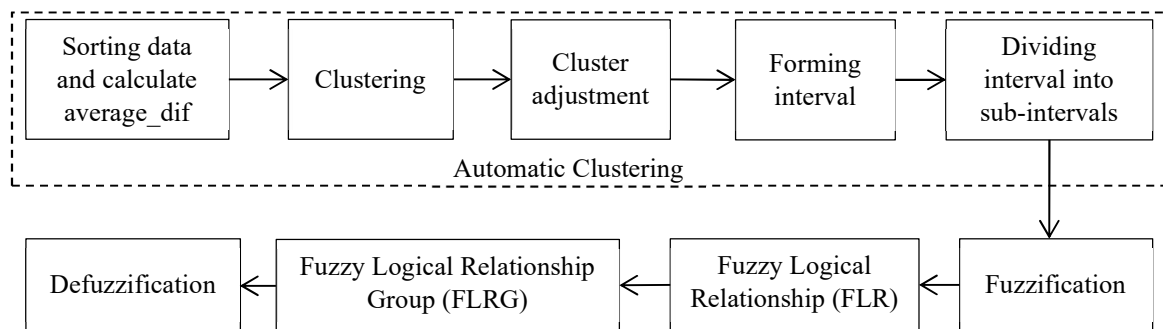 Sorting data
and calculate
average_dif
Clustering
Cluster
adjustment
Forming
interval
Dividing
interval into
sub-intervals
Automatic Clustering
Defuzzification
Fuzzy Logical Relationship
Group (FLRG)
Fuzzy Logical
Relationship (FLR)
Fuzzification